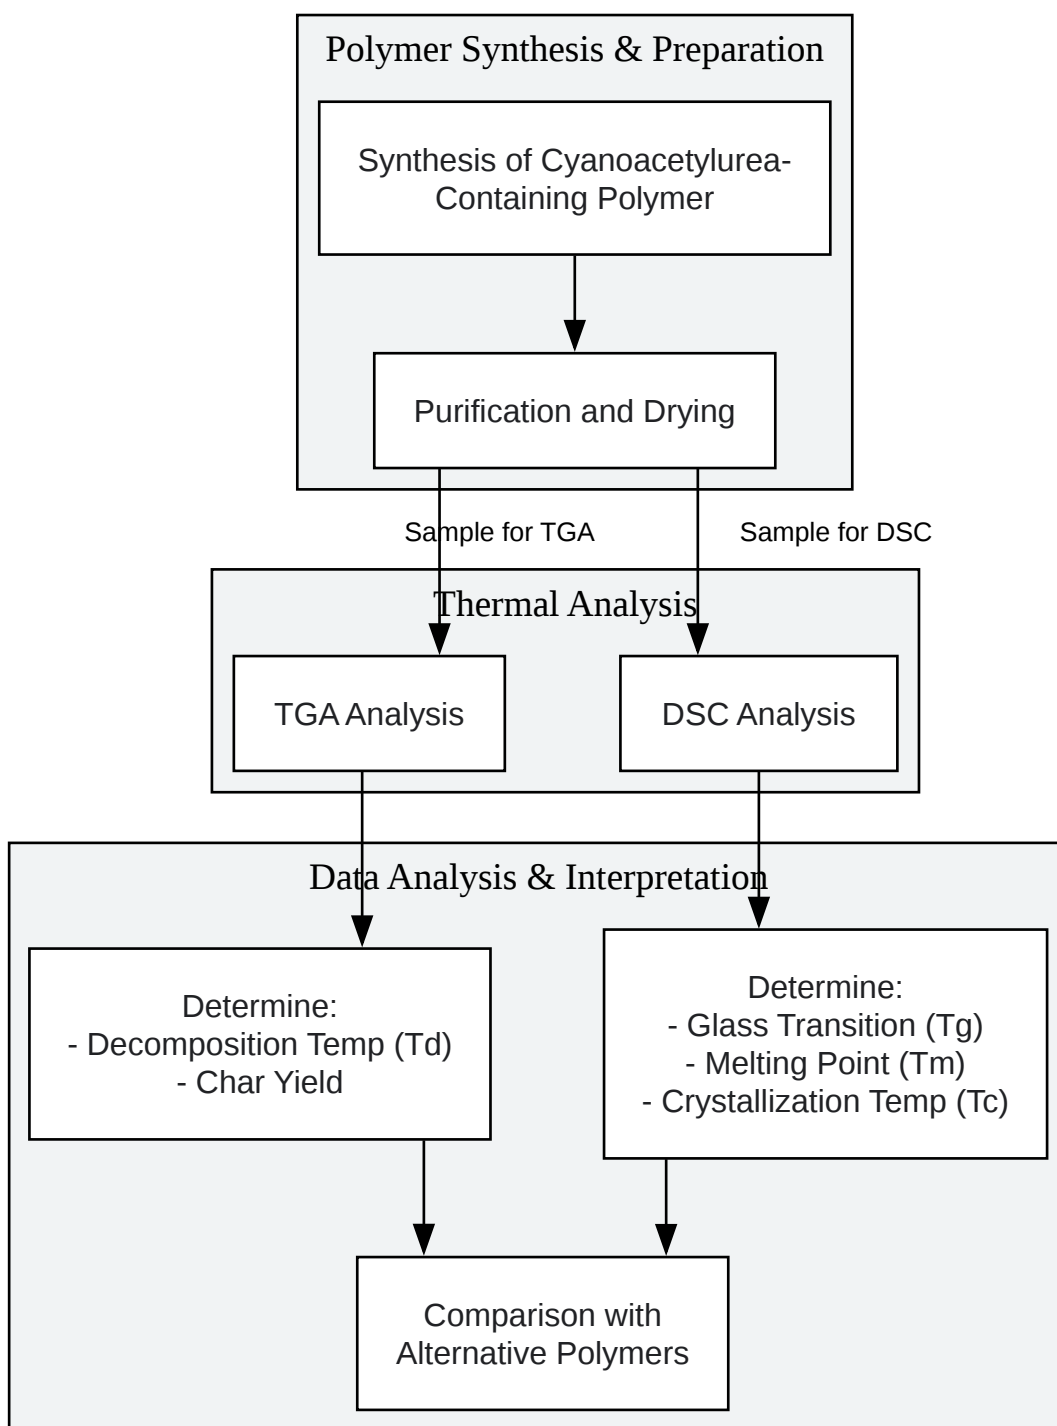 Polymer Synthesis & Preparation
Synthesis of Cyanoacetylurea-
Containing Polymer
Purification and Drying
Sample for TGA
Sample for DSC
Thermal Analysis
TGA Analysis
DSC Analysis
Data Analysis & Interpretation
Determine:
- Decomposition Temp (Td)
- Char Yield
Determine:
- Glass Transition (Tg)
- Melting Point (Tm)
- Crystallization Temp (Tc)
Comparison with
Alternative Polymers